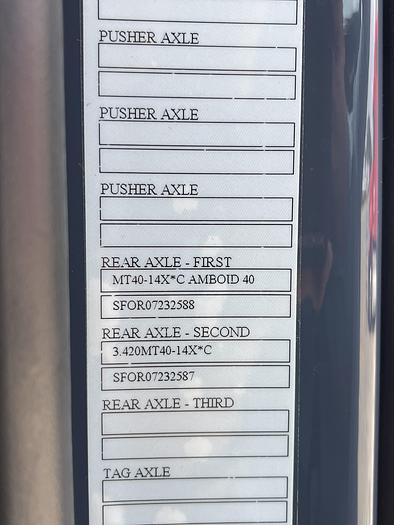 PUSHER AXLE
PUSHER AXLE
PUSHER AXLE
REAR AXLE - FIRST
MT40-14X*C AMBOID 40
SFOR07232588
REAR AXLE - SECOND
3.420MT40-14X*C
SFOR07232587
REAR AXLE - THIRD
TAG AXLE